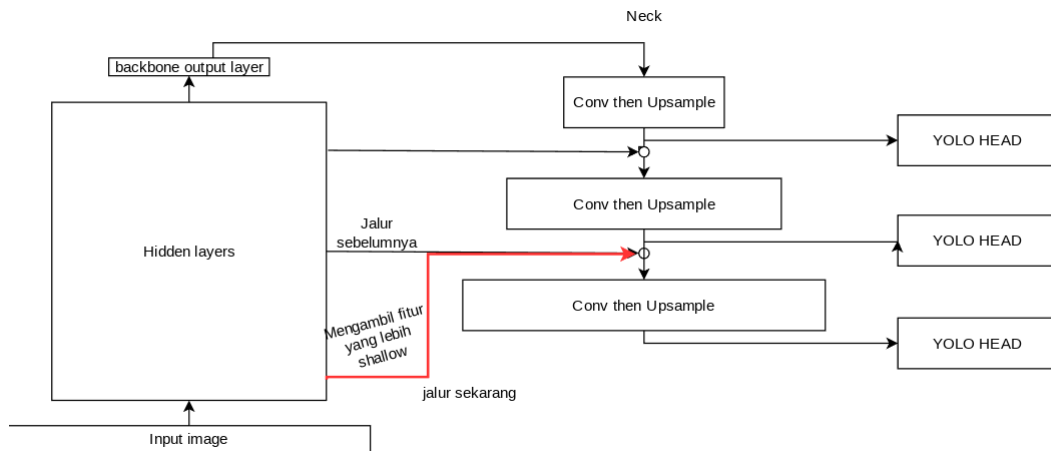 Neck
backbone output layer
Conv then Upsample
YOLO HEAD
Conv then Upsample
Jalur
sebelumnya
Hidden layers
YOLO HEAD
Conv then Upsample
Mengambil fitur
yang lebih
shallow
YOLO HEAD
jalur sekarang
Input image